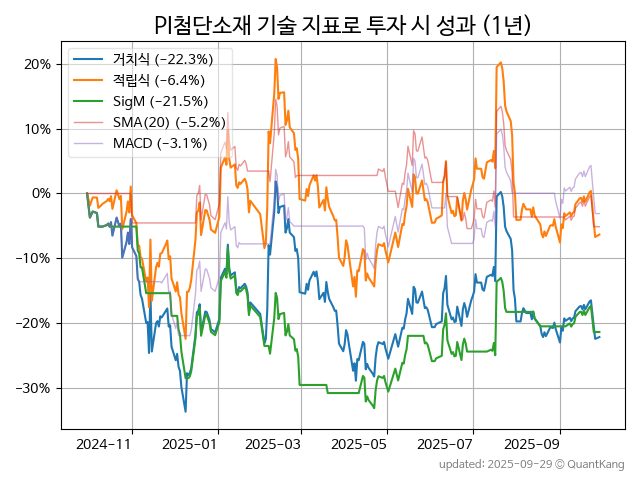 PI첨단소재 기술 지표로 투자 시 성과 (1년)
거치식 (−22.3%)
적립식 (−6.4%)
SigM (−21.5%)
SMA(20) (−5.2%)
MACD (−3.1%)
20%
10%
0%
−10%
−20%
−30%
2024-11 2025-01 2025-03 2025-05 2025-07 2025-09
updated: 2025-09-29 © QuantKang